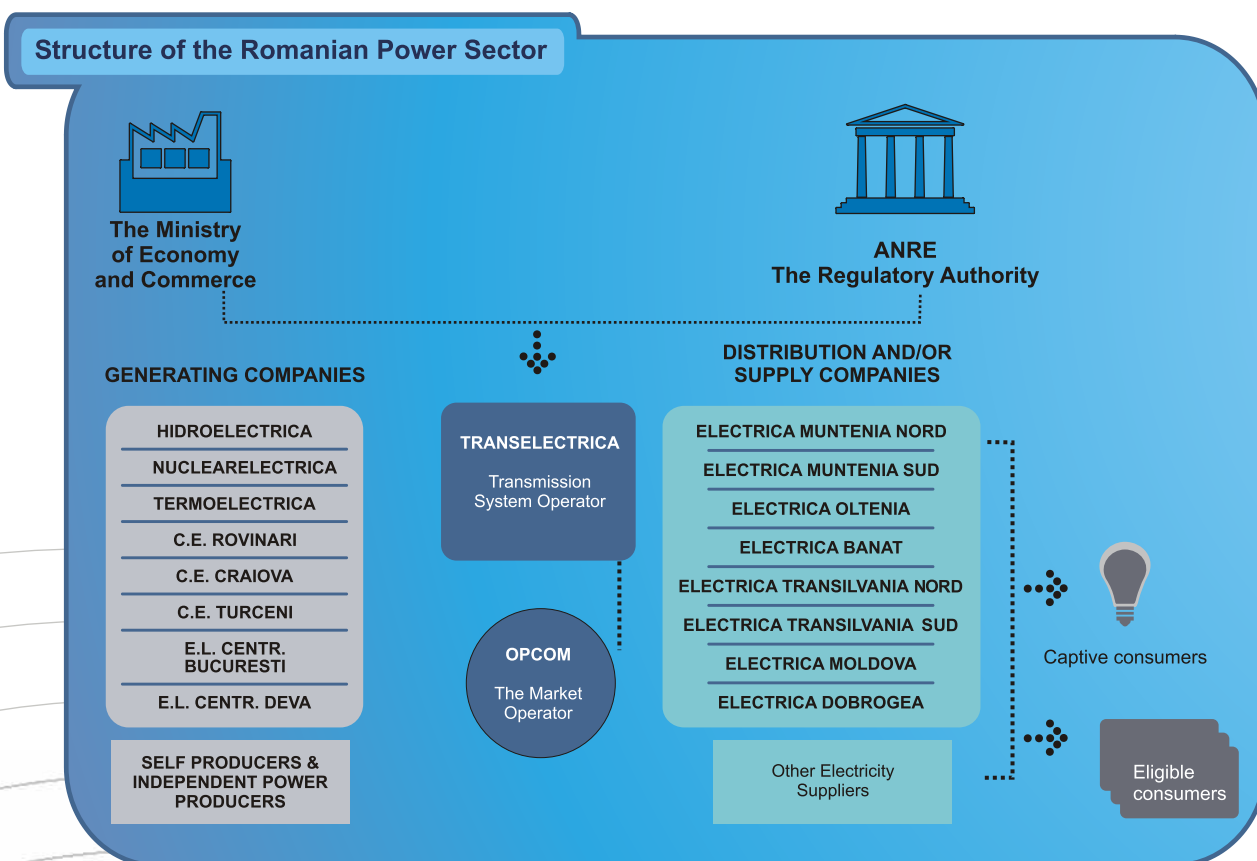 Structure of the Romanian Power Sector
The Ministry
of Economy
and Commerce
ANRE
The Regulatory Authority
GENERATING COMPANIES
HIDROELECTRICA
NUCLEARELECTRICA
TERMOELECTRICA
C.E. ROVINARI
C.E. CRAIOVA
C.E. TURCENI
E.L. CENTR.
BUCURESTI
E.L. CENTR. DEVA
SELF PRODUCERS &
INDEPENDENT POWER
PRODUCERS
TRANSELECTRICA
Transmission
System Operator
OPCOM
The Market
Operator
DISTRIBUTION AND/OR
SUPPLY COMPANIES
ELECTRICA MUNTENIA NORD
ELECTRICA MUNTENIA SUD
ELECTRICA OLTENIA
ELECTRICA BANAT
ELECTRICA TRANSILVANIA NORD
ELECTRICA TRANSILVANIA SUD
ELECTRICA MOLDOVA
ELECTRICA DOBROGEA
Other Electricity
Suppliers
Captive consumers
Eligible
consumers